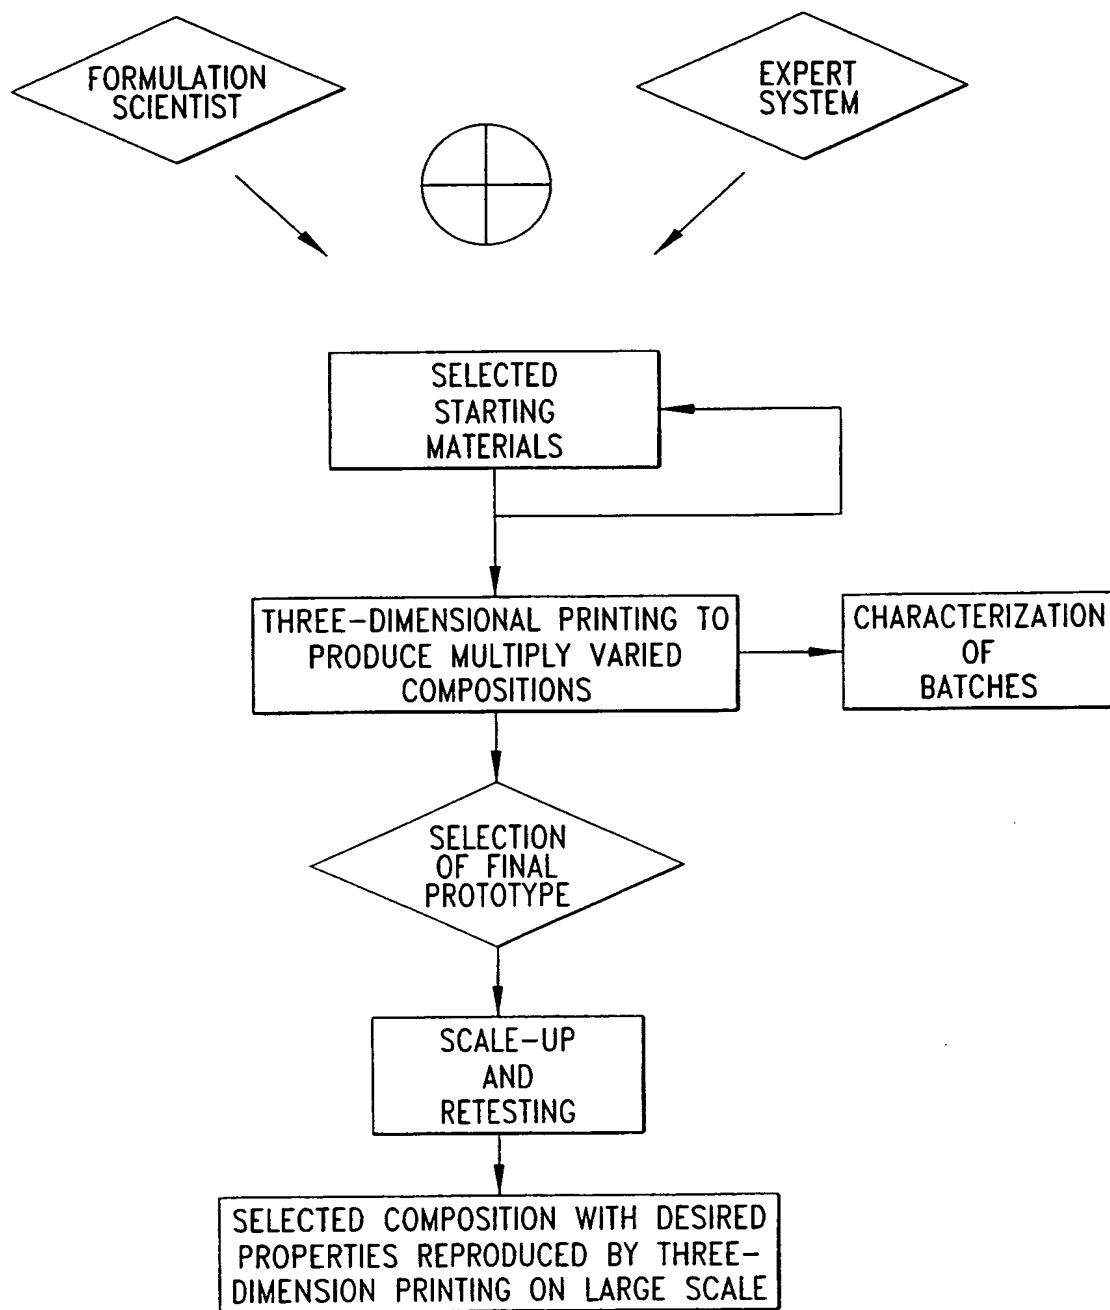 FORMULATION
SCIENTIST
EXPERT
SYSTEM
SELECTED
STARTING
MATERIALS
THREE-DIMENSIONAL PRINTING TO
PRODUCE MULTIPLY VARIED
COMPOSITIONS
CHARACTERIZATION
OF
BATCHES
SELECTION
OF FINAL
PROTOTYPE
SCALE-UP
AND
RETESTING
SELECTED COMPOSITION WITH DESIRED
PROPERTIES REPRODUCED BY THREE-
DIMENSION PRINTING ON LARGE SCALE